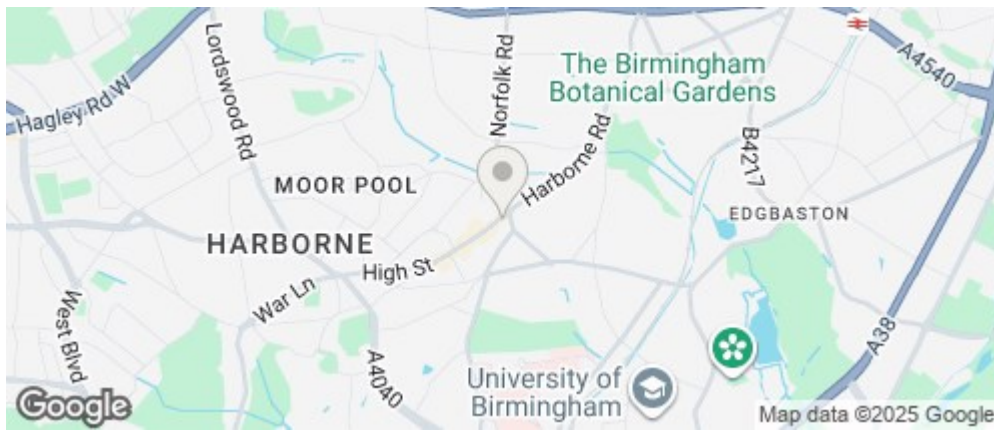 Lordswood Rd
Norfolk Rd
The Birmingham
Botanical Gardens
A4540
Hagley Rd W
Harborne Rd
B4217
MOOR POOL
EDGBASTON
HARBORNE
High St
War Ln
West Blvd
A38
A4040
University of
Birmingham
Google
Map data ©2025 Google